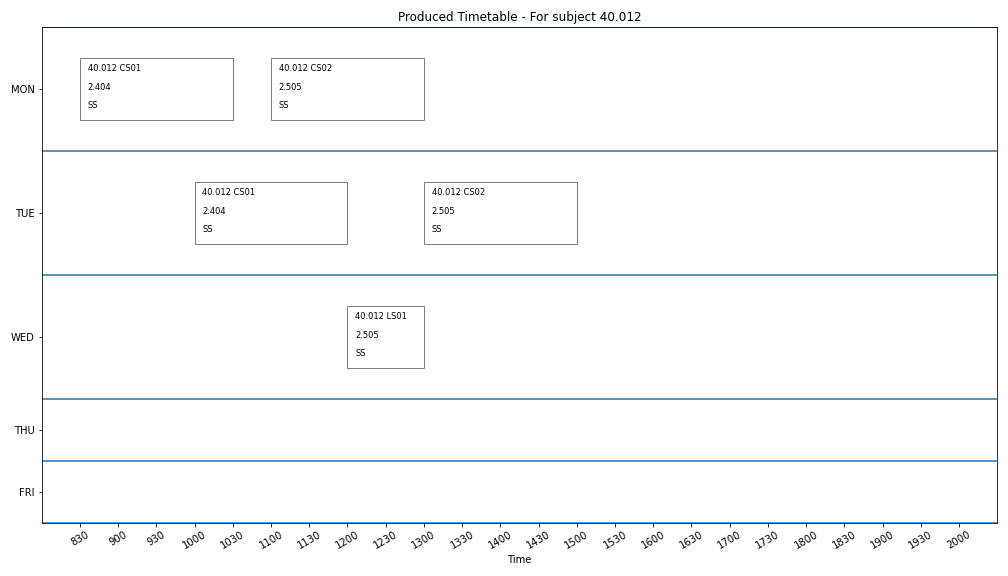 Produced Timetable - For subject 40.012
MON
40.012 CS01
2.404
SS
40.012 CS02
2.505
SS
TUE
40.012 CS01
2.404
SS
40.012 CS02
2.505
SS
WED
40.012 LS01
2.505
SS
THU
FRI
830 900 930 1000 1030 1100 1130 1200 1230 1300 1330 1400 1430 1500 1530 1600 1630 1700 1730 1800 1830 1900 1930 2000
Time